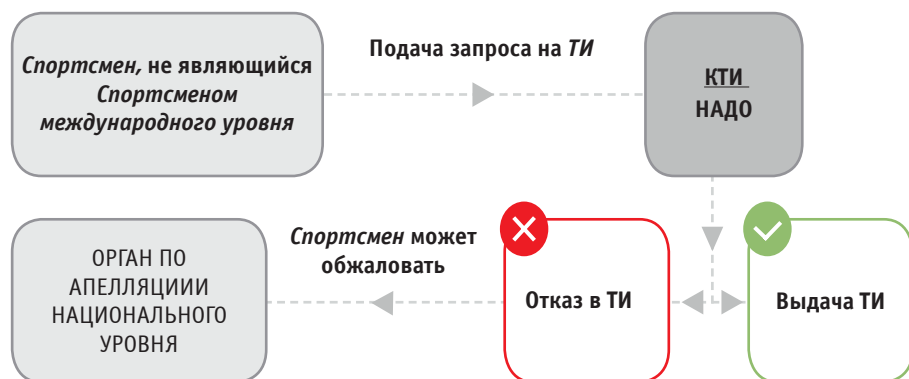 Спортсмен, не являющийся
Спортсменом
международного уровня
Подача запроса на ТИ
КТИ
НАДО
ОРГАН ПО
АПЕЛЛЯЦИИИ
НАЦИОНАЛЬНОГО
УРОВНЯ
Спортсмен может
обжаловать
Отказ в ТИ
Выдача ТИ